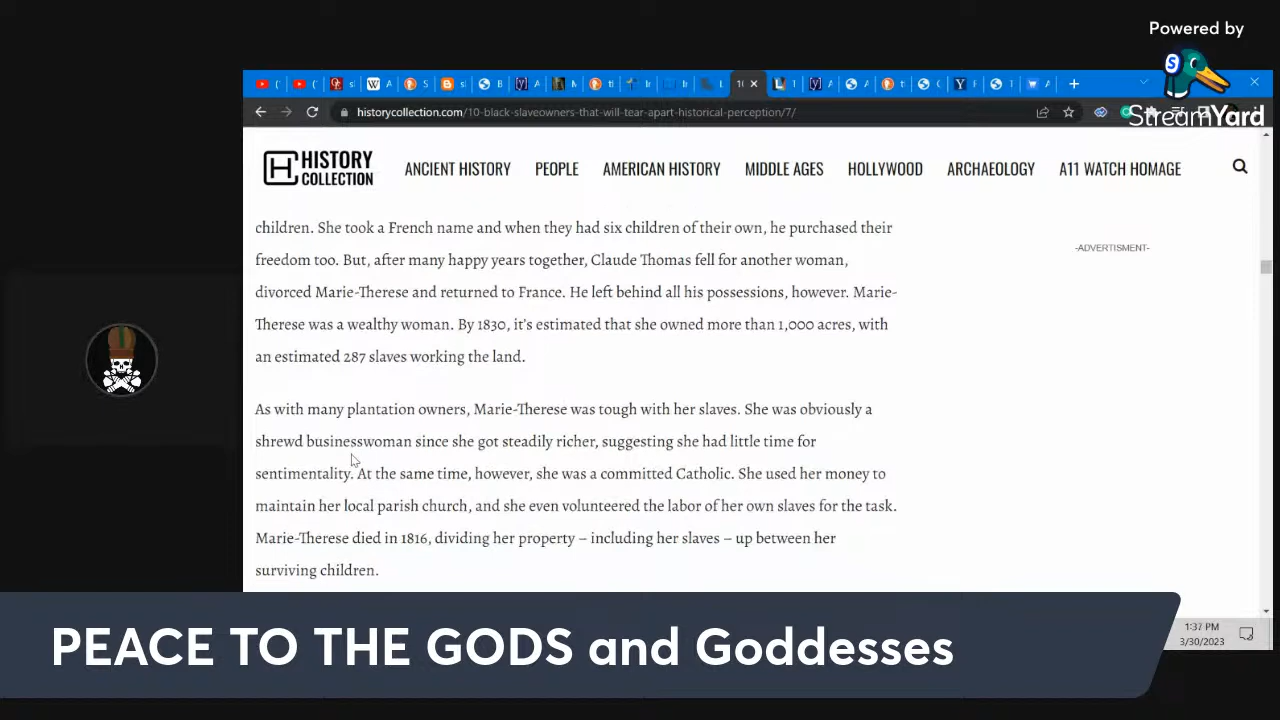 Powered by
StreamYard
historycollection.com/10-black-slaveowners-that-will-tear-apart-historical-perception/7/
HISTORY
COLLECTION
ANCIENT HISTORY PEOPLE AMERICAN HISTORY MIDDLE AGES HOLLYWOOD ARCHAEOLOGY A11 WATCH HOMAGE
children. She took a French name and when they had six children of their own, he purchased their
-ADVERTISMENT-
freedom too. But, after many happy years together, Claude Thomas fell for another woman,
divorced Marie-Therese and returned to France. He left behind all his possessions, however. Marie-
Therese was a wealthy woman. By 1830, it's estimated that she owned more than 1,000 acres, with
an estimated 287 slaves working the land.
As with many plantation owners, Marie-Therese was tough with her slaves. She was obviously a
shrewd businesswoman since she got steadily richer, suggesting she had little time for
sentimentality. At the same time, however, she was a committed Catholic. She used her money to
maintain her local parish church, and she even volunteered the labor of her own slaves for the task.
Marie-Therese died in 1816, dividing her property – including her slaves – up between her
surviving children.
1:37 PM
3/30/2023
PEACE TO THE GODS and Goddesses